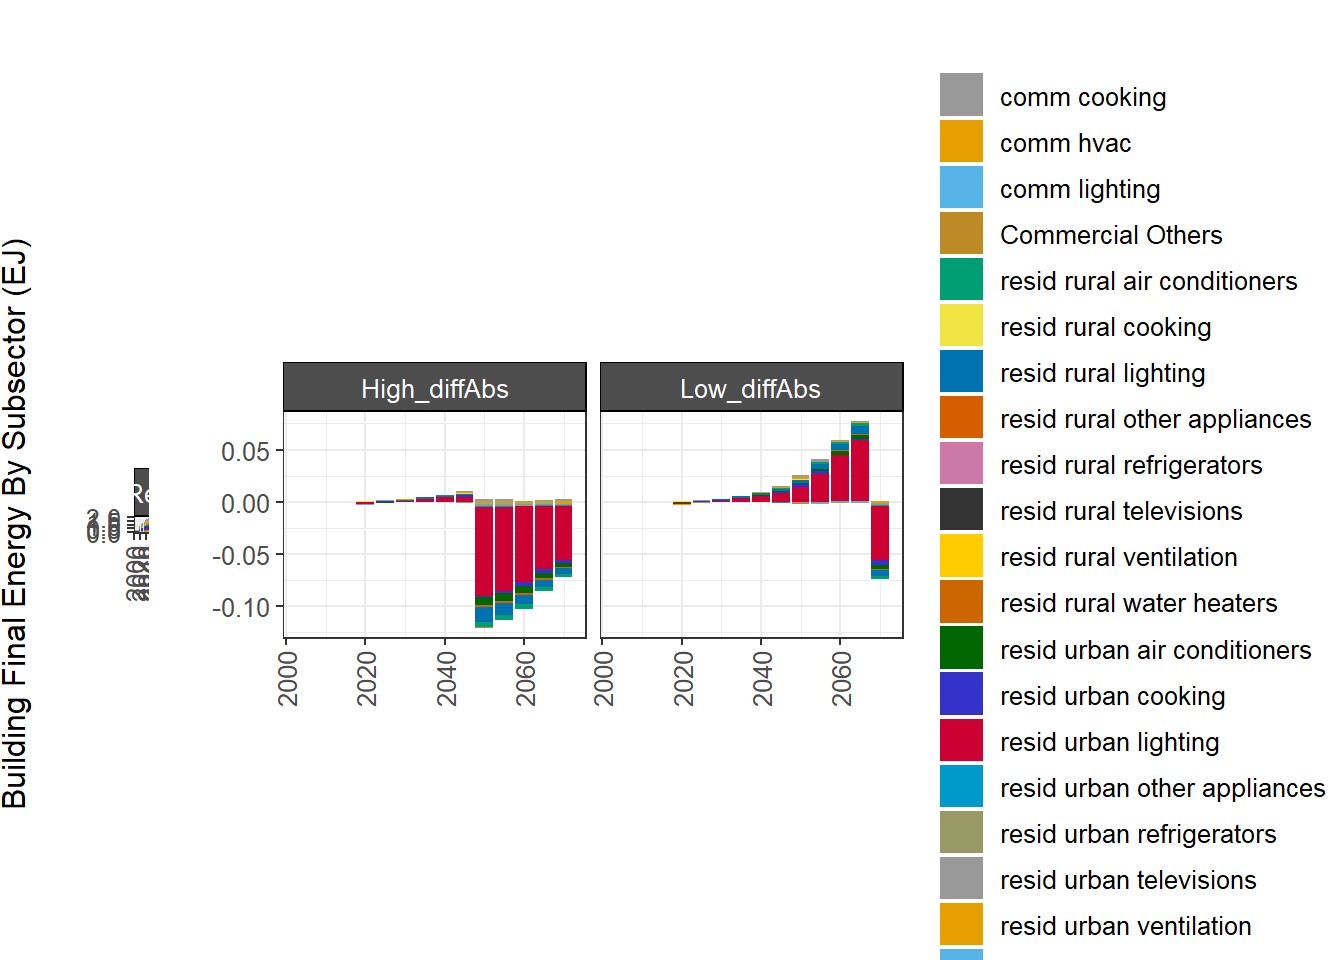 Building Final Energy By Subsector (EJ)
Re
2000
High_diffAbs
Low_diffAbs
0.05
0.00
-0.05
-0.10
2000
2020
2040
2060
2000
2020
2040
2060
comm cooking
comm hvac
comm lighting
Commercial Others
resid rural air conditioners
resid rural cooking
resid rural lighting
resid rural other appliances
resid rural refrigerators
resid rural televisions
resid rural ventilation
resid rural water heaters
resid urban air conditioners
resid urban cooking
resid urban lighting
resid urban other appliances
resid urban refrigerators
resid urban televisions
resid urban ventilation